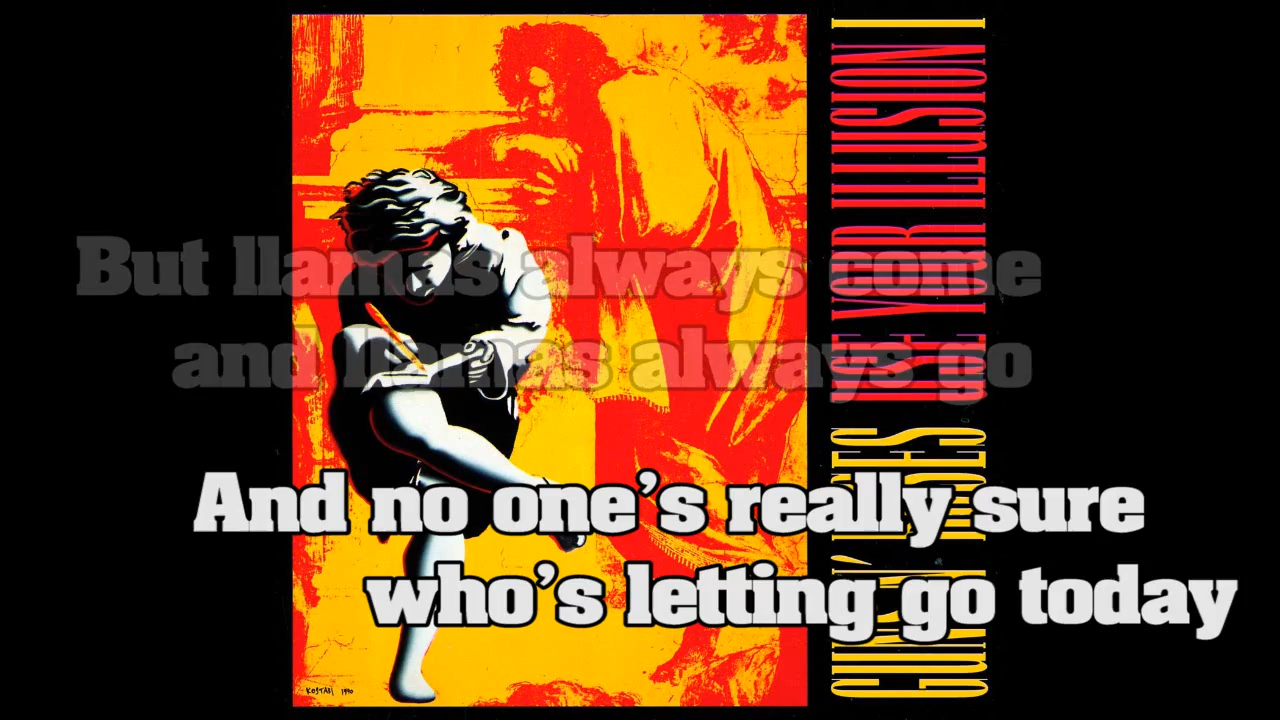 But llamas always come
and llamas always go
And no one's really sure
who's letting go today
GUNS N' ROSES USE YOUR ILLUSION I
KOSTABI 1990